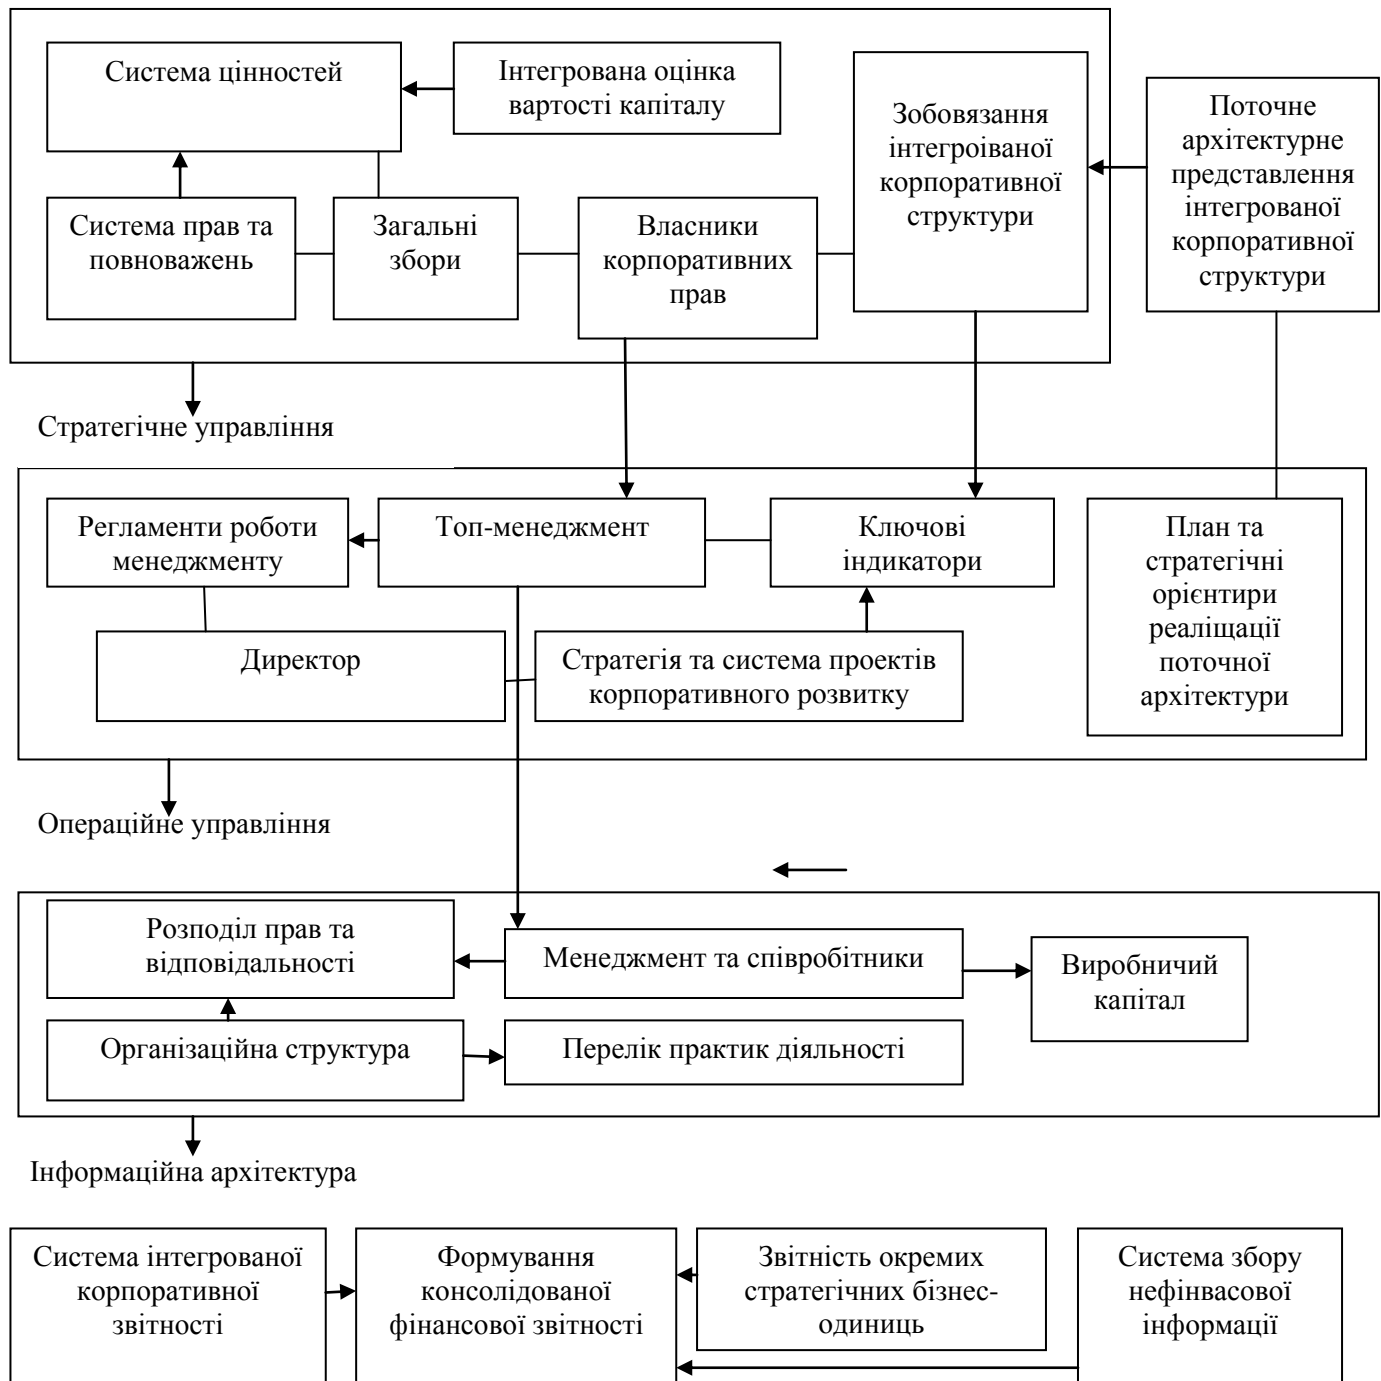 Система цінностей
Інтегрована оцінка
вартості капіталу
Зобовязання
інтегроіваної
корпоративної
структури
Поточне
архітектурне
представлення
інтегрованої
корпоративної
структури
Система прав та
повноважень
Загальні
збори
Власники
корпоративних
прав
Стратегічне управління
Регламенти роботи
менеджменту
Топ-менеджмент
Ключові
індикатори
План та
стратегічні
орієнтири
реаліщації
поточної
архітектури
Директор
Стратегія та система проектів
корпоративного розвитку
Операційне управління
Розподіл прав та
відповідальності
Менеджмент та співробітники
Виробничий
капітал
Організаційна структура
Перелік практик діяльності
Інформаційна архітектура
Система інтегрованої
корпоративної
звітності
Формування
консолідованої
фінансової звітності
Звітність окремих
стратегічних бізнес-
одиниць
Система збору
нефінвасової
інформації